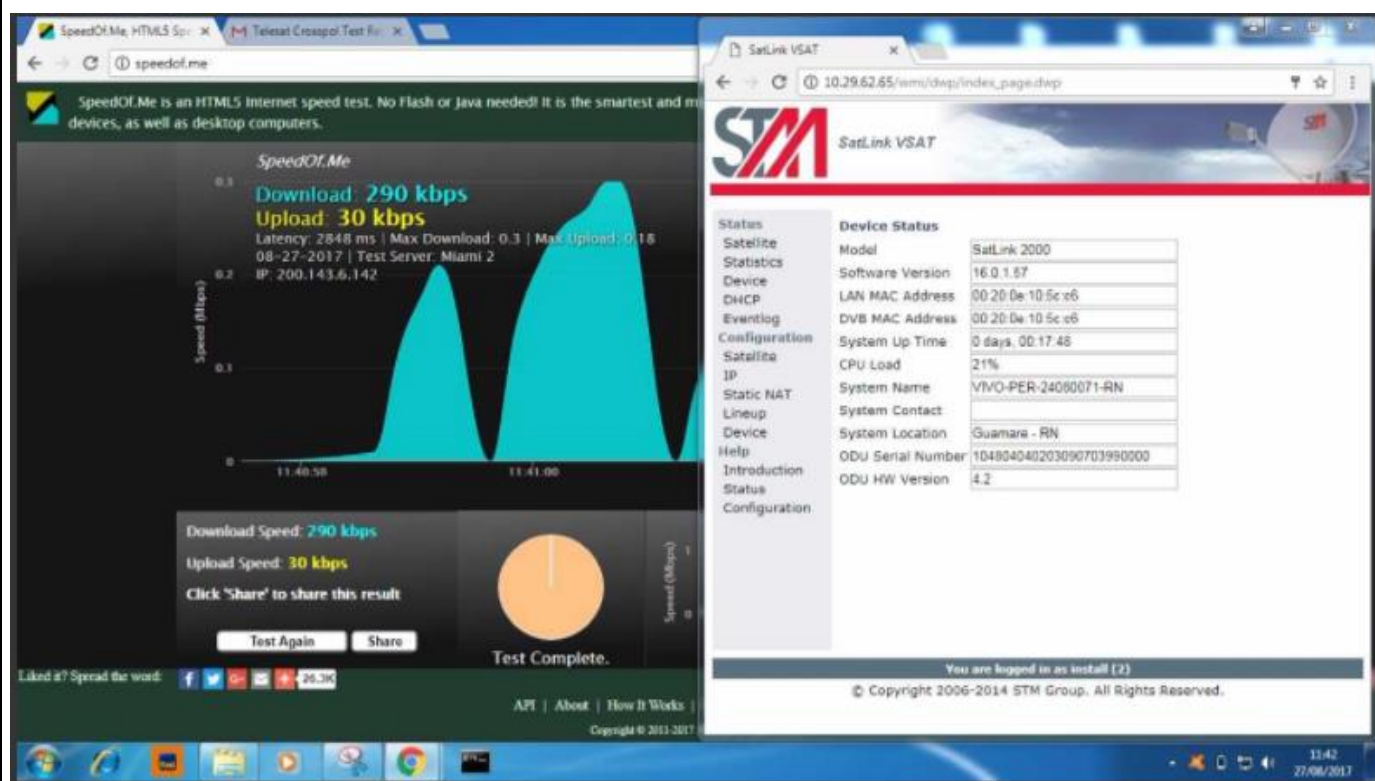 SpeedOf.Me, HTML5 Spe
Telesat Crosspol Test Re
speedof.me
SpeedOf.Me is an HTML5 Internet speed test. No Flash or Java needed! It is the smartest and m
devices, as well as desktop computers.
SpeedOf.Me
Download: 290 kbps
Upload: 30 kbps
Latency: 2848 ms | Max Download: 0.3 | Max Upload: 0.18
08-27-2017 | Test Server: Miami 2
IP: 200.143.6.142
Speed (Mbps)
0.3
0.2
0.1
0
11:40:50
11:41:00
Download Speed: 290 kbps
Upload Speed: 30 kbps
Click 'Share' to share this result
Test Again
Share
Test Complete.
Speed (Mbps)
1
0
Liked it? Spread the word:
26.3K
API | About | How It Works |
Copyright © 2011-2017
SatLink VSAT
10.29.62.65/wmi/dwp/index_page.dwp
STM
SatLink VSAT
STM
Status
Satellite
Statistics
Device
DHCP
Eventlog
Configuration
Satellite
IP
Static NAT
Lineup
Device
Help
Introduction
Status
Configuration
Device Status
Model SatLink 2000
Software Version 16.0.1.57
LAN MAC Address 00:20:0e:10:5c:c6
DVB MAC Address 00:20:0e:10:5c:c6
System Up Time 0 days, 00:17:48
CPU Load 21%
System Name VIVO-PER-24080071-RN
System Contact
System Location Guamare - RN
ODU Serial Number 104804040203090703990000
ODU HW Version 4.2
You are logged in as install (2)
© Copyright 2006-2014 STM Group. All Rights Reserved.
11:42
27/08/2017